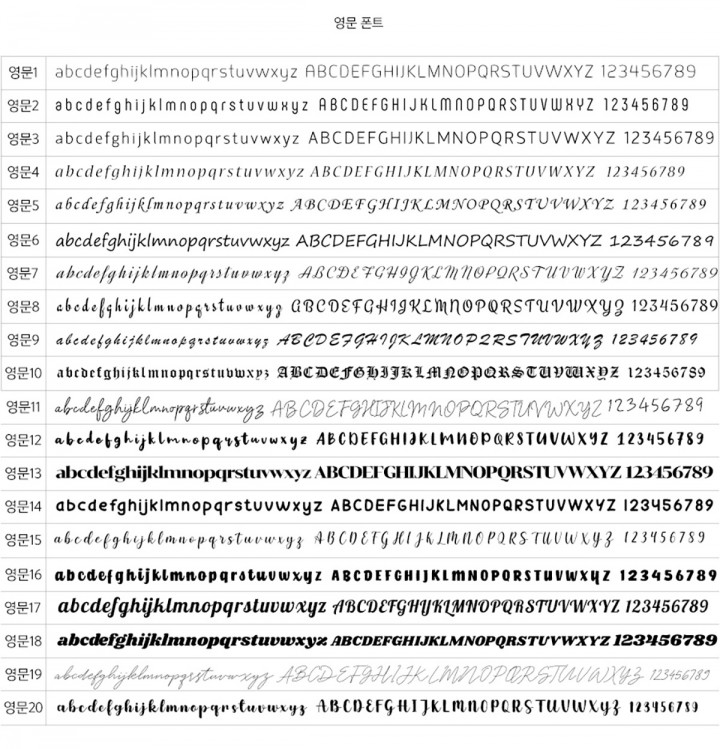 영문 폰트
영문1 abcdefghijklmnopqrstuvwxyz ABCDEFGHIJKLMNOPQRSTUVWXYZ 123456789
영문2 abcdefghijklmnopqrstuvwxyz ABCDEFGHIJKLMNOPQRSTUVWXYZ 123456789
영문3 abcdefghijklmnopqrstuvwxyz ABCDEFGHIJKLMNOPQRSTUVWXYZ 123456789
영문4 abcdefghijklmnopqrstuvwxyz ABCDEFGHIJKLMNOPQRSTUVWXYZ 123456789
영문5 abcdefghijklmnopqrstuvwxyz ABCDEFGHIJKLMNOPQRSTUVWXYZ 123456789
영문6 abcdefghijklmnopqrstuvwxyz ABCDEFGHIJKLMNOPQRSTUVWXYZ 123456789
영문7 abcdefghijklmnopqrstuvwxyz ABCDEFGHIJKLMNOPQRSTUVWXYZ 123456789
영문8 abcdefghijklmnopqrstuvwxyz ABCDEFGHIJKLMNOPQRSTUVWXYZ 123456789
영문9 abcdefghijklmnopqrstuvwxyz ABCDEFGHIJKLMNOPQRSTUVWXYZ 123456789
영문10 abcdefghijklmnopqrstuvwxyz ABCDEFGHIJKLMNOPQRSTUVWXYZ 123456789
영문11 abcdefghijklmnopqrstuvwxyz ABCDEFGHIJKLMNOPQRSTUVWXYZ 123456789
영문12 abcdefghijklmnopqrstuvwxyz ABCDEFGHIJKLMNOPQRSTUVWXYZ 123456789
영문13 abcdefghijklmnopqrstuvwxyz ABCDEFGHIJKLMNOPQRSTUVWXYZ 123456789
영문14 abcdefghijklmnopqrstuvwxyz ABCDEFGHIJKLMNOPQRSTUVWXYZ 123456789
영문15 abcdefghijklmnopqrstuvwxyz ABCDEFGHIJKLMNOPQRSTUVWXYZ 123456789
영문16 abcdefghijklmnopqrstuvwxyz ABCDEFGHIJKLMNOPQRSTUVWXYZ 123456789
영문17 abcdefghijklmnopqrstuvwxyz ABCDEFGHIJKLMNOPQRSTUVWXYZ 123456789
영문18 abcdefghijklmnopqrstuvwxyz ABCDEFGHIJKLMNOPQRSTUVWXYZ 123456789
영문19 abcdefghijklmnopqrstuvwxyz ABCDEFGHIJKLMNOPQRSTUVWXYZ 123456789
영문20 abcdefghijklmnopqrstuvwxyz ABCDEFGHIJKLMNOPQRSTUVWXYZ 123456789